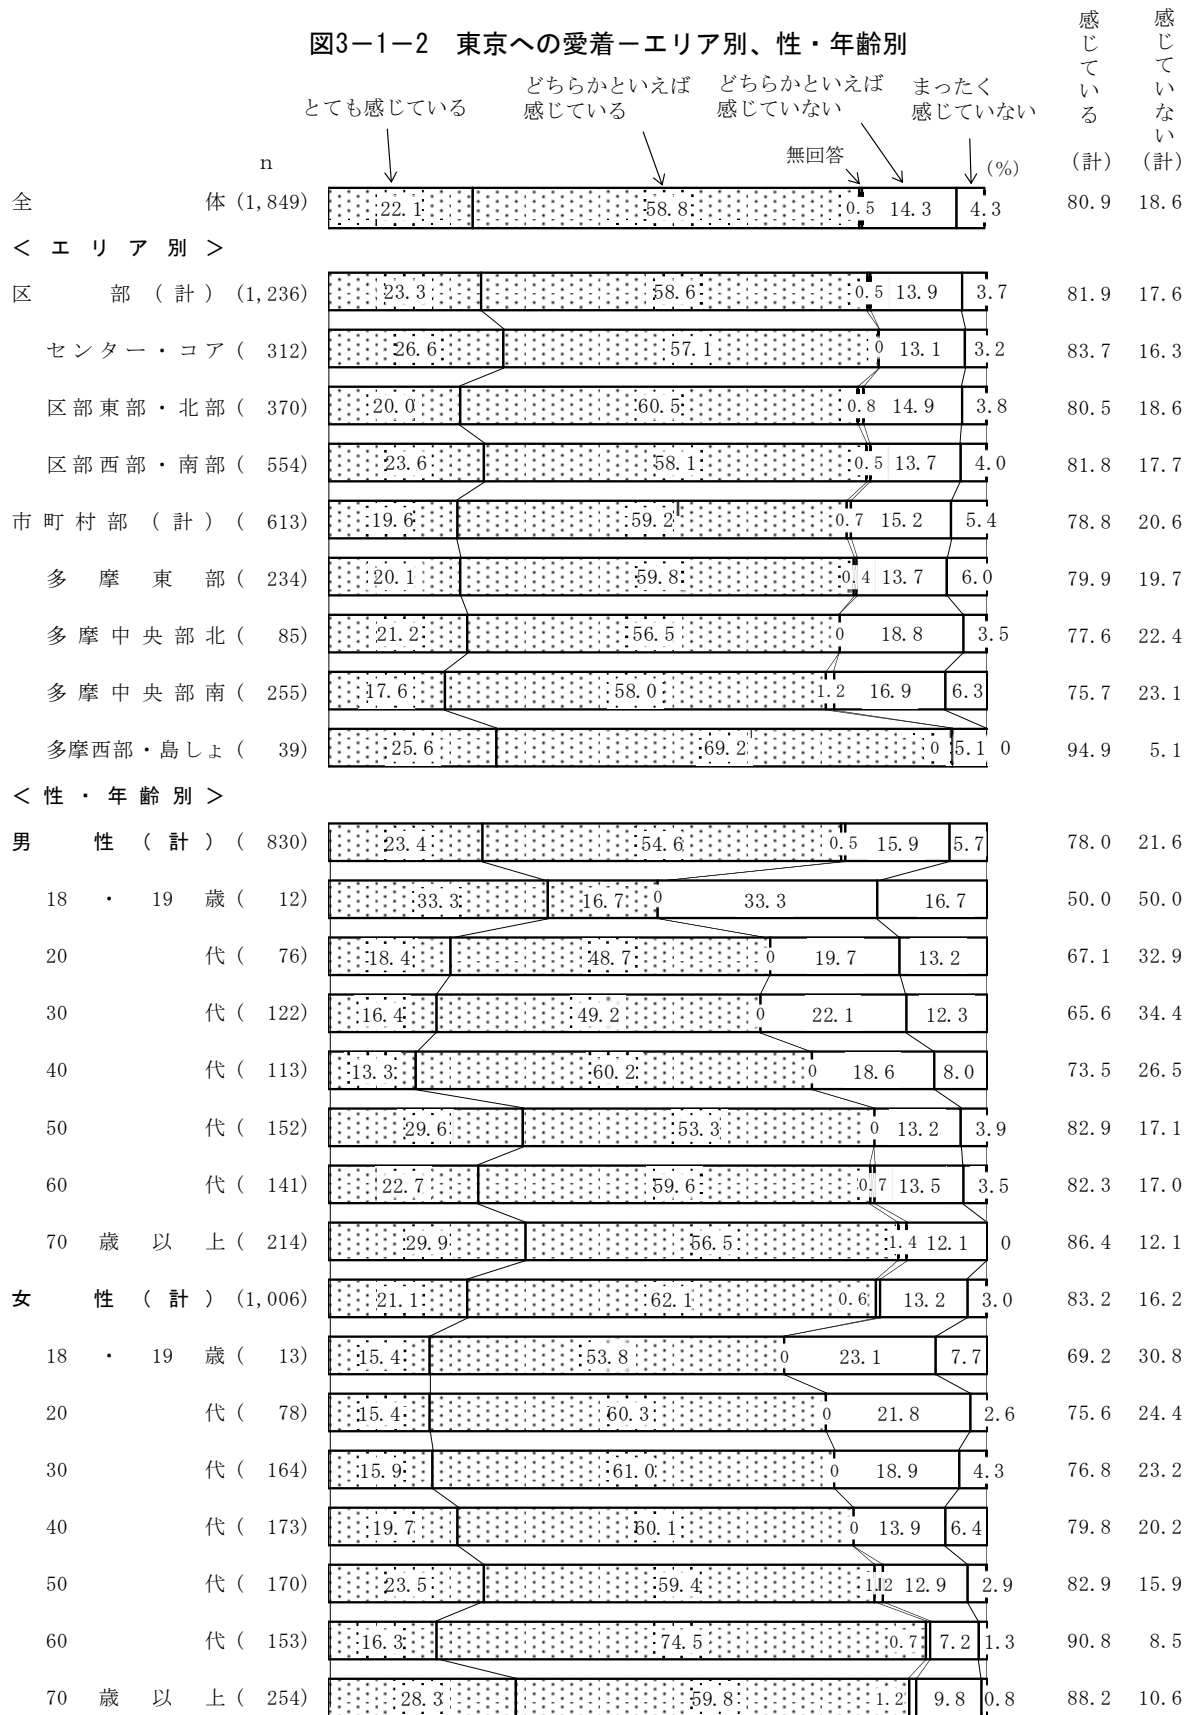 図3-1-2 東京への愛着-エリア別、性・年齢別
とても感じている
どちらかといえば
感じている
無回答
どちらかといえば
感じていない
まったく
感じていない
感じている
(計)
感じていない
(計)
n
(%)
全体 (1,849) 22.1 58.8 0.5 14.3 4.3 80.9 18.6
<エリア別>
区部(計) (1,236) 23.3 58.6 0.5 13.9 3.7 81.9 17.6
センター・コア ( 312) 26.6 57.1 0 13.1 3.2 83.7 16.3
区部東部・北部 ( 370) 20.0 60.5 0.8 14.9 3.8 80.5 18.6
区部西部・南部 ( 554) 23.6 58.1 0.5 13.7 4.0 81.8 17.7
市町村部(計) ( 613) 19.6 59.2 0.7 15.2 5.4 78.8 20.6
多摩東部 ( 234) 20.1 59.8 0.4 13.7 6.0 79.9 19.7
多摩中央部北 ( 85) 21.2 56.5 0 18.8 3.5 77.6 22.4
多摩中央部南 ( 255) 17.6 58.0 1.2 16.9 6.3 75.7 23.1
多摩西部・島しょ ( 39) 25.6 69.2 0 5.1 0 94.9 5.1
<性・年齢別>
男性(計) ( 830) 23.4 54.6 0.5 15.9 5.7 78.0 21.6
18・19歳 ( 12) 33.3 16.7 0 33.3 16.7 50.0 50.0
20代 ( 76) 18.4 48.7 0 19.7 13.2 67.1 32.9
30代 ( 122) 16.4 49.2 0 22.1 12.3 65.6 34.4
40代 ( 113) 13.3 60.2 0 18.6 8.0 73.5 26.5
50代 ( 152) 29.6 53.3 0 13.2 3.9 82.9 17.1
60代 ( 141) 22.7 59.6 0.7 13.5 3.5 82.3 17.0
70歳以上 ( 214) 29.9 56.5 1.4 12.1 0 86.4 12.1
女性(計) (1,006) 21.1 62.1 0.6 13.2 3.0 83.2 16.2
18・19歳 ( 13) 15.4 53.8 0 23.1 7.7 69.2 30.8
20代 ( 78) 15.4 60.3 0 21.8 2.6 75.6 24.4
30代 ( 164) 15.9 61.0 0 18.9 4.3 76.8 23.2
40代 ( 173) 19.7 60.1 0 13.9 6.4 79.8 20.2
50代 ( 170) 23.5 59.4 1.2 12.9 2.9 82.9 15.9
60代 ( 153) 16.3 74.5 0.7 7.2 1.3 90.8 8.5
70歳以上 ( 254) 28.3 59.8 1.2 9.8 0.8 88.2 10.6